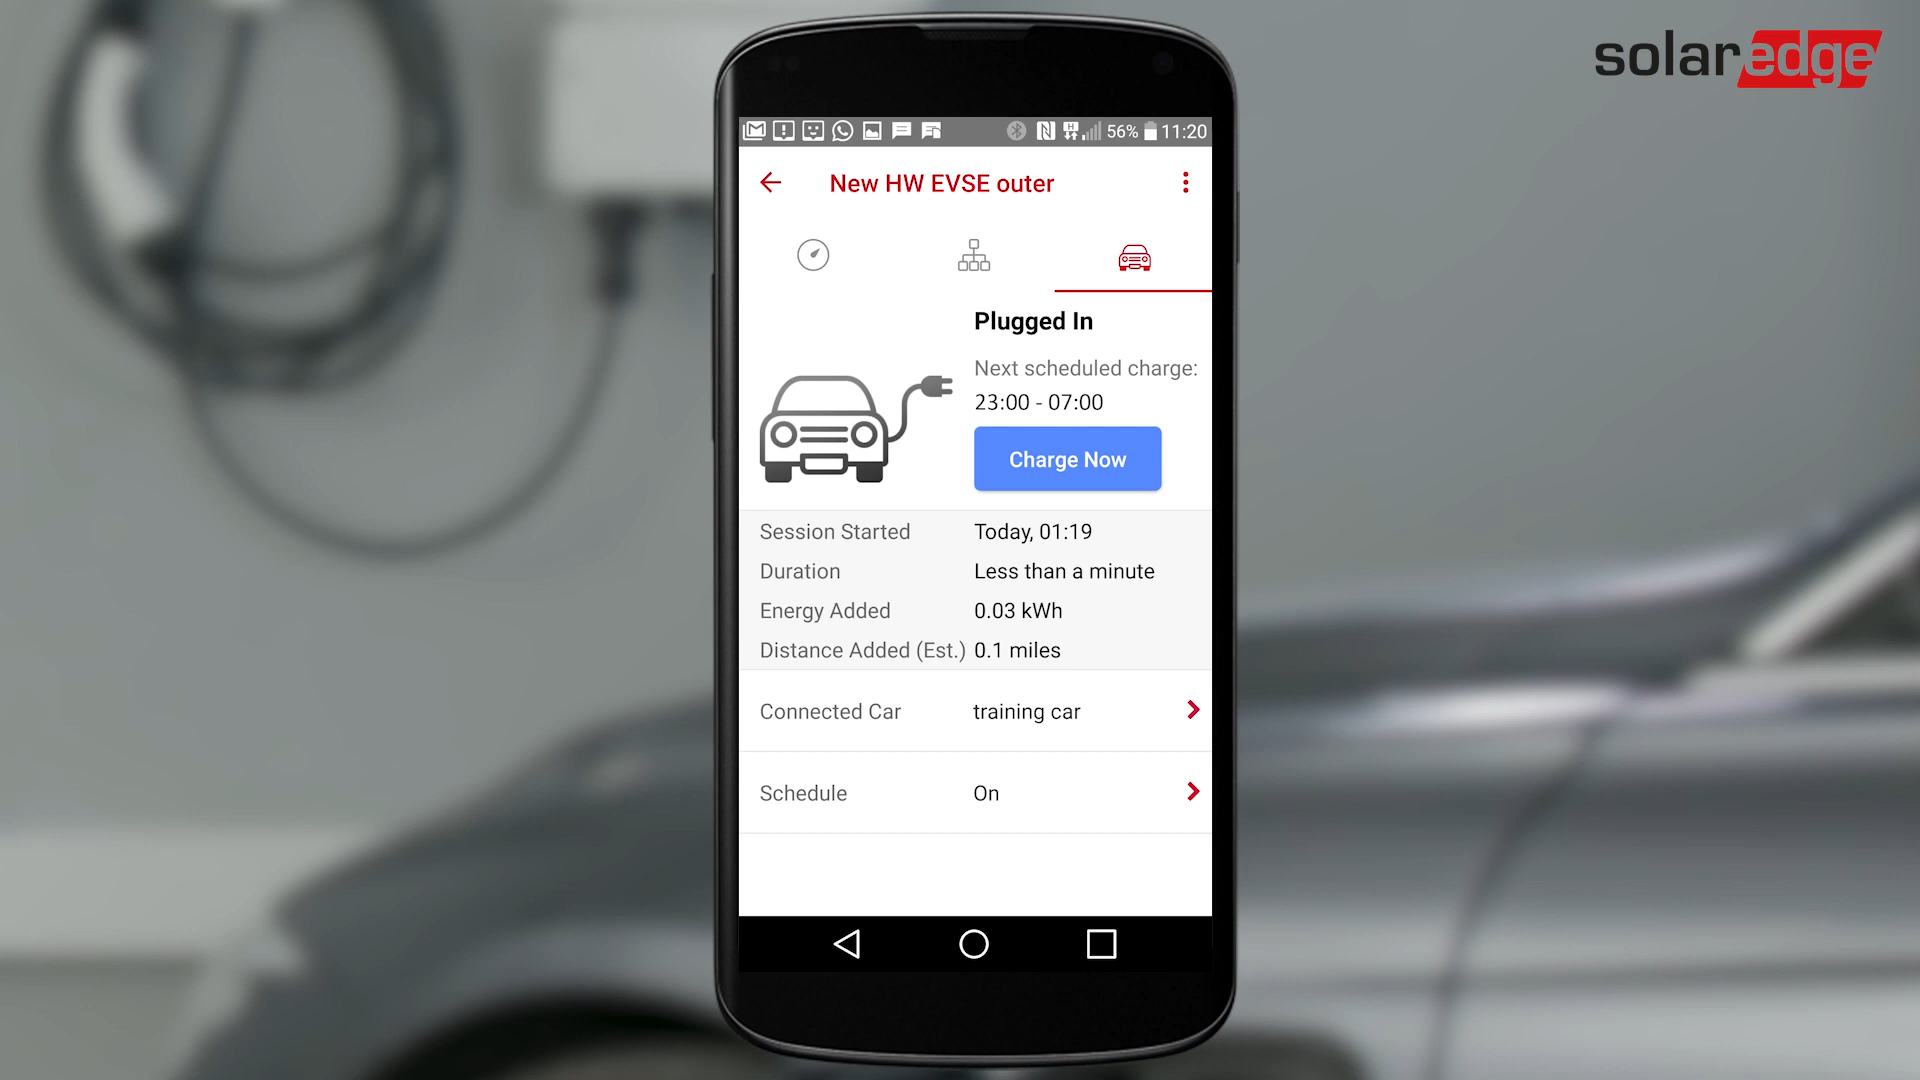 solaredge
56% 11:20
New HW EVSE outer
Plugged In
Next scheduled charge:
23:00 - 07:00
Charge Now
Session Started Today, 01:19
Duration Less than a minute
Energy Added 0.03 kWh
Distance Added (Est.) 0.1 miles
Connected Car training car
Schedule On